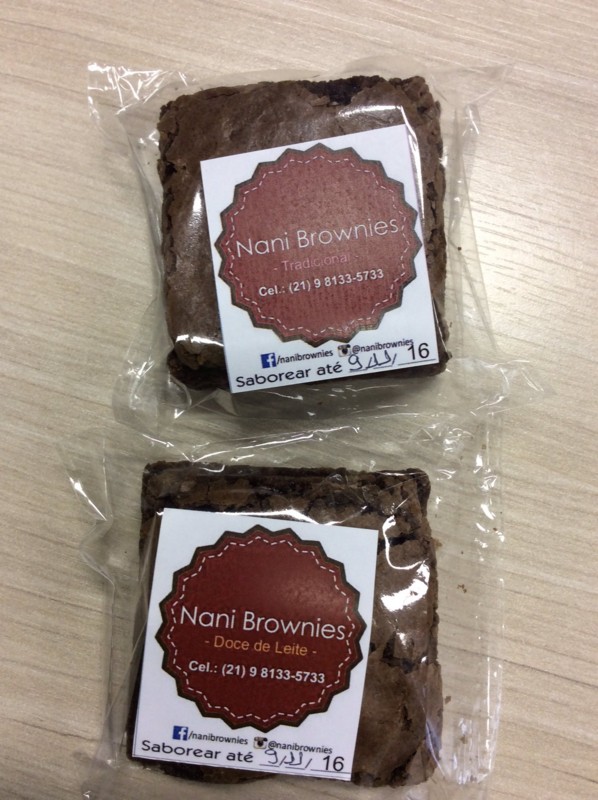 Nani Brownies
- Tradicional -
Cel.: (21) 9 8133-5733
/nanibrownies @nanibrownies
Saborear até 9/11/16
Nani Brownies
- Doce de Leite -
Cel.: (21) 9 8133-5733
/nanibrownies @nanibrownies
Saborear até 9/11/16